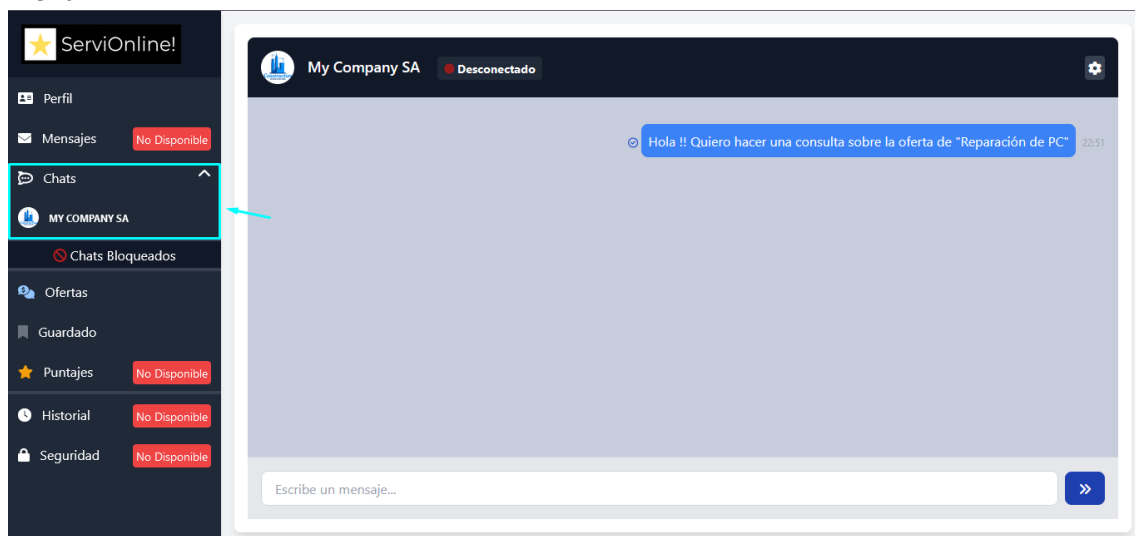 ServiOnline!
Perfil
Mensajes No Disponible
Chats
MY COMPANY SA
Chats Bloqueados
Ofertas
Guardado
Puntajes No Disponible
Historial No Disponible
Seguridad No Disponible
My Company SA Desconectado
Hola !! Quiero hacer una consulta sobre la oferta de "Reparación de PC" 22:51
Escribe un mensaje...